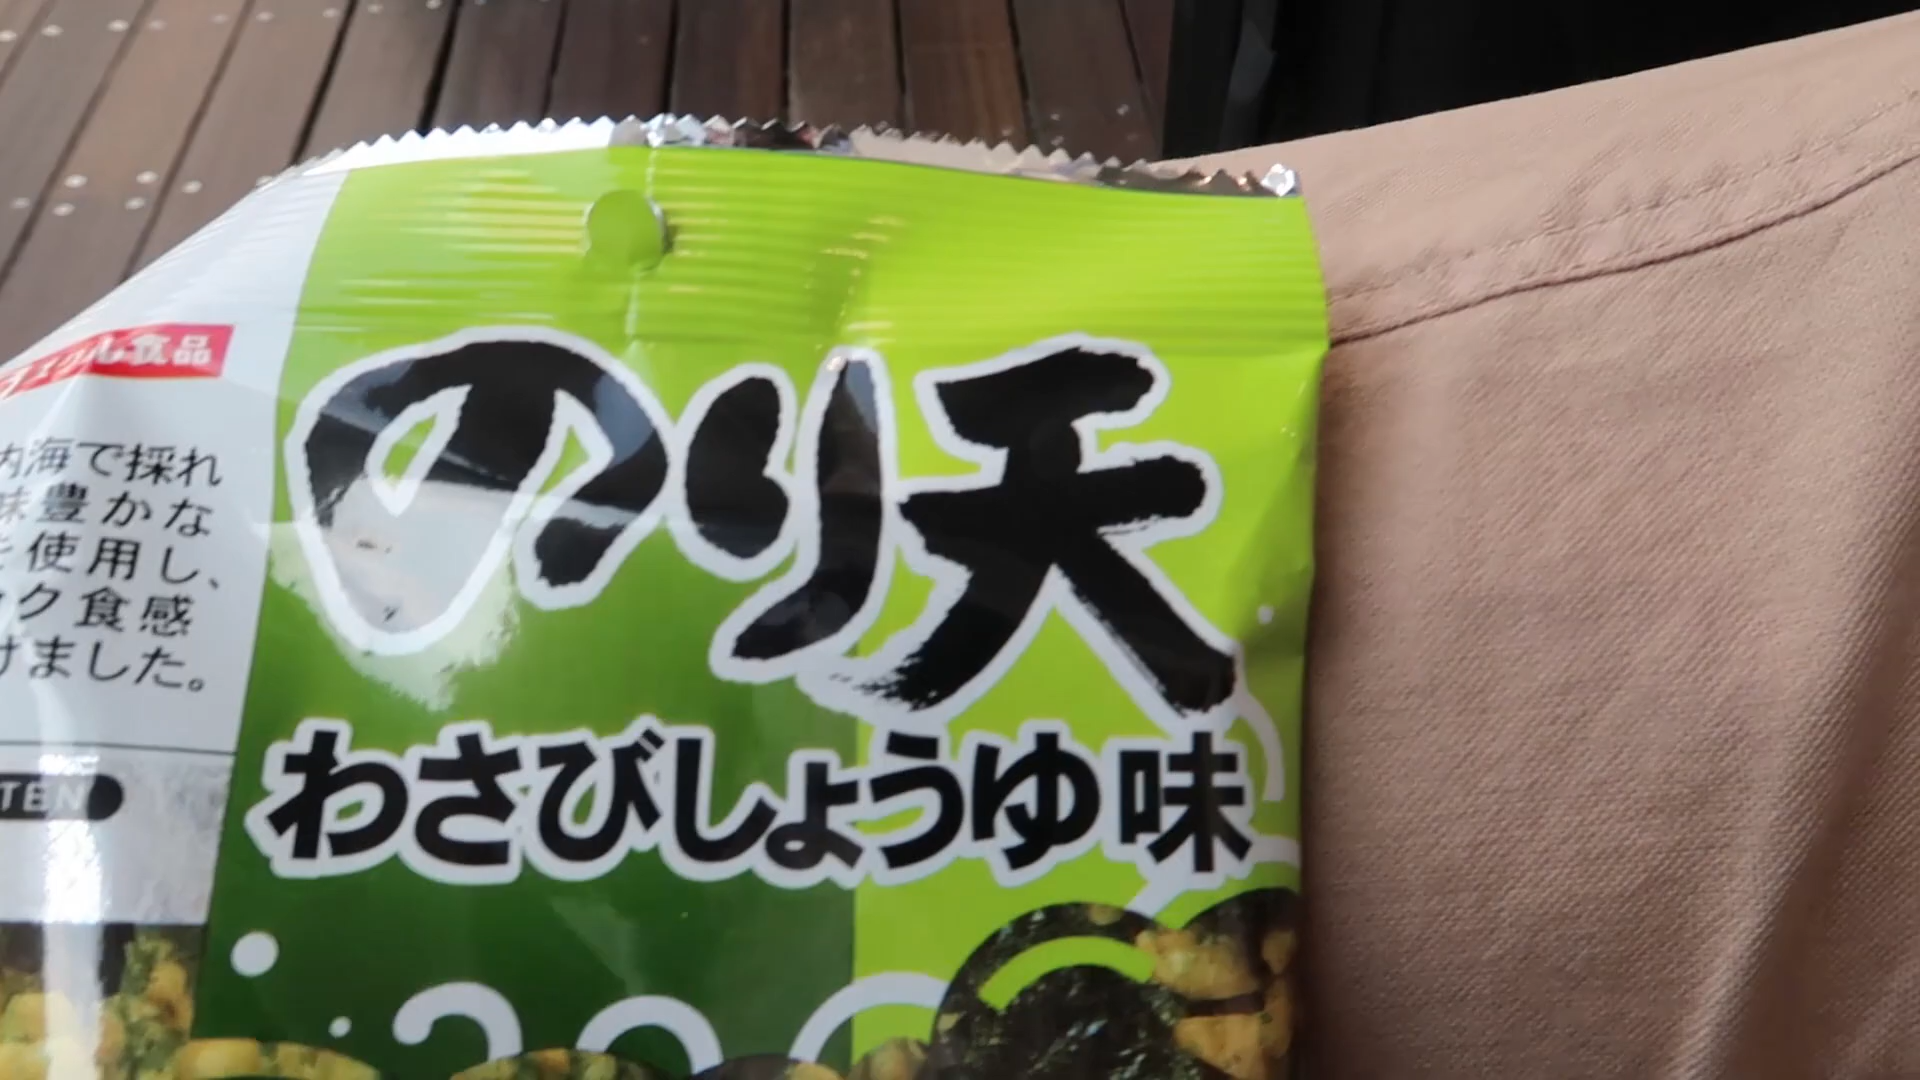 食品
内海で採れ
味豊かな
使用し、
ク食感
けました。
TEN
のり天
わさびしょうゆ味